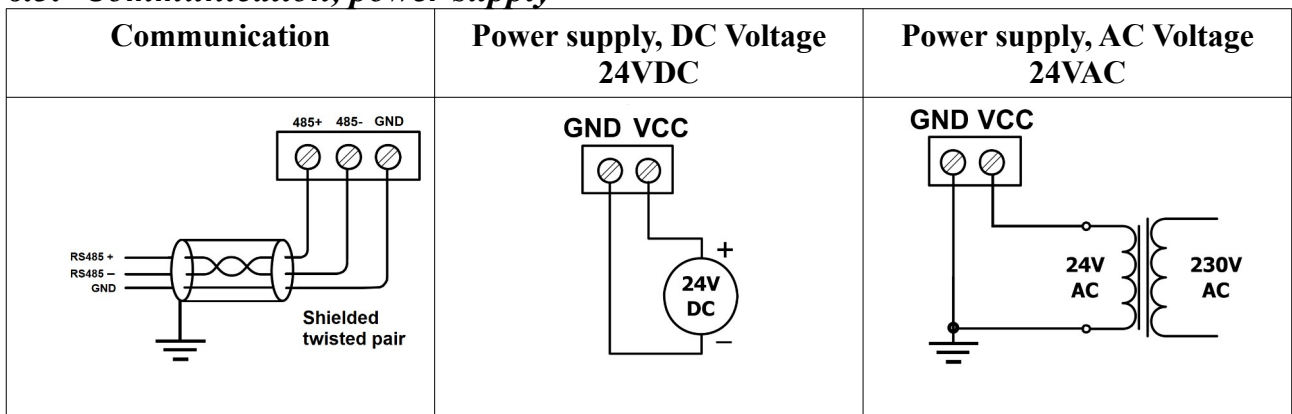 Communication
Power supply, DC Voltage
24VDC
Power supply, AC Voltage
24VAC
485+ 485- GND
RS485 +
RS485 –
GND
Shielded
twisted pair
GND VCC
+
24V
DC
–
GND VCC
24V
AC
230V
AC